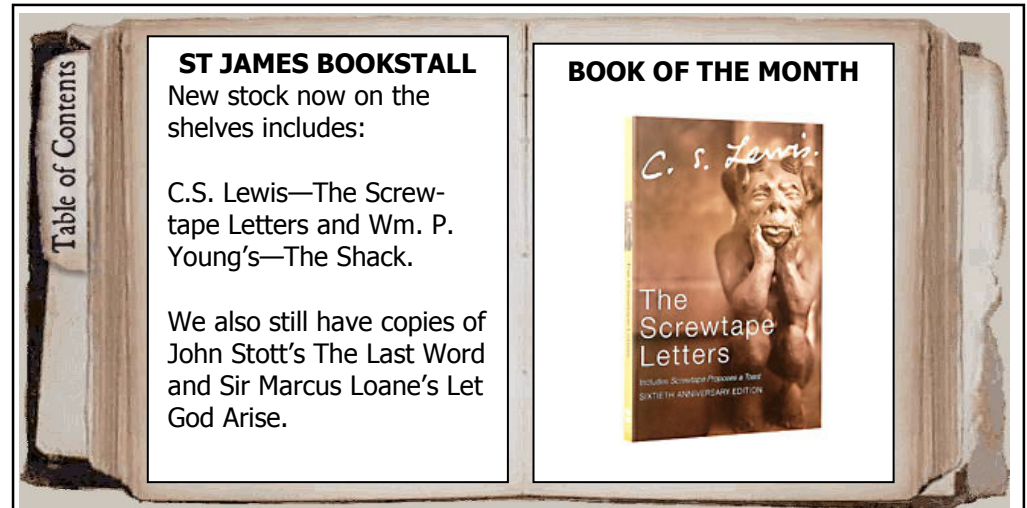 Table of Contents
ST JAMES BOOKSTALL
New stock now on the
shelves includes:
C.S. Lewis—The Screw-
tape Letters and Wm. P.
Young’s—The Shack.
We also still have copies of
John Stott’s The Last Word
and Sir Marcus Loane’s Let
God Arise.
BOOK OF THE MONTH
C. S. Lewis.
The
Screwtape
Letters
Includes Screwtape Proposes a Toast
SIXTIETH ANNIVERSARY EDITION